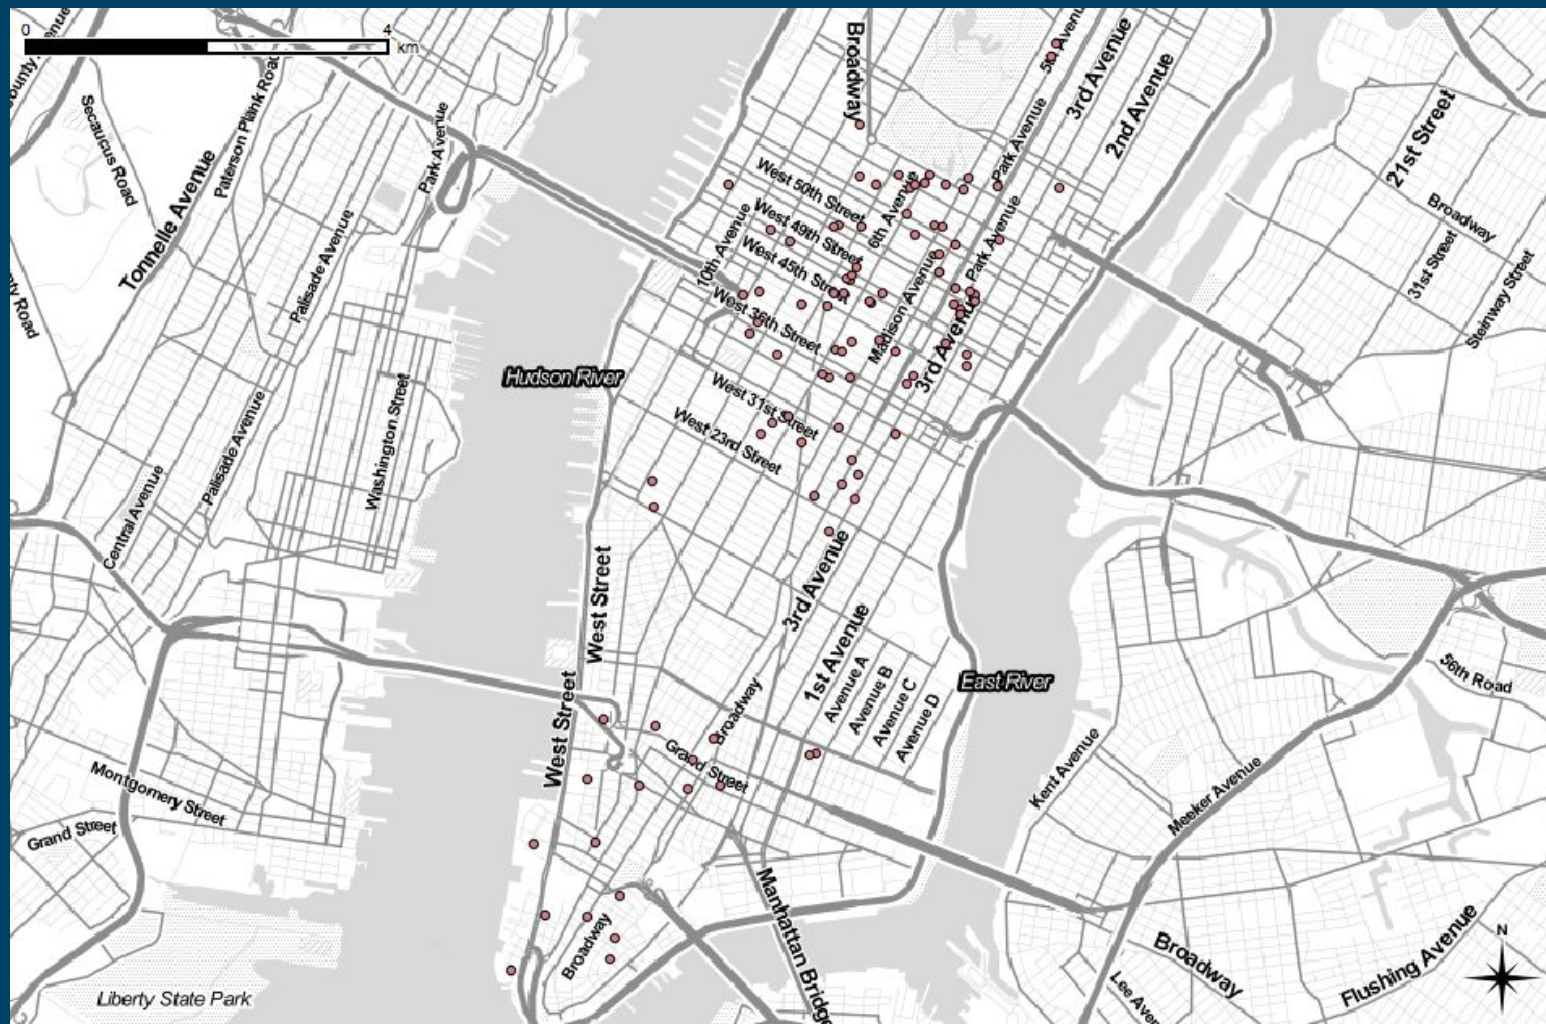 0
4
km
Secaucus Road
Paterson Plank Road
Tonnelle Avenue
Park Avenue
Palisade Avenue
Broadway
3rd Avenue
2nd Avenue
Park Avenue
21st Street
Broadway
31st Street
Steinway Street
West 50th Street
West 49th Street
6th Avenue
West 45th Street
10th Avenue
Park Avenue
Madison Avenue
West 36th Street
3rd Avenue
Hudson River
West 31st Street
West 23rd Street
Palisade Avenue
Washington Street
Central Avenue
West Street
3rd Avenue
1st Avenue
Avenue A
Avenue B
Avenue C
Avenue D
East River
56th Road
West Street
Broadway
Grand Street
Kent Avenue
Meeker Avenue
Montgomery Street
Grand Street
Manhattan Bridge
Broadway
Broadway
Flushing Avenue
N
Liberty State Park